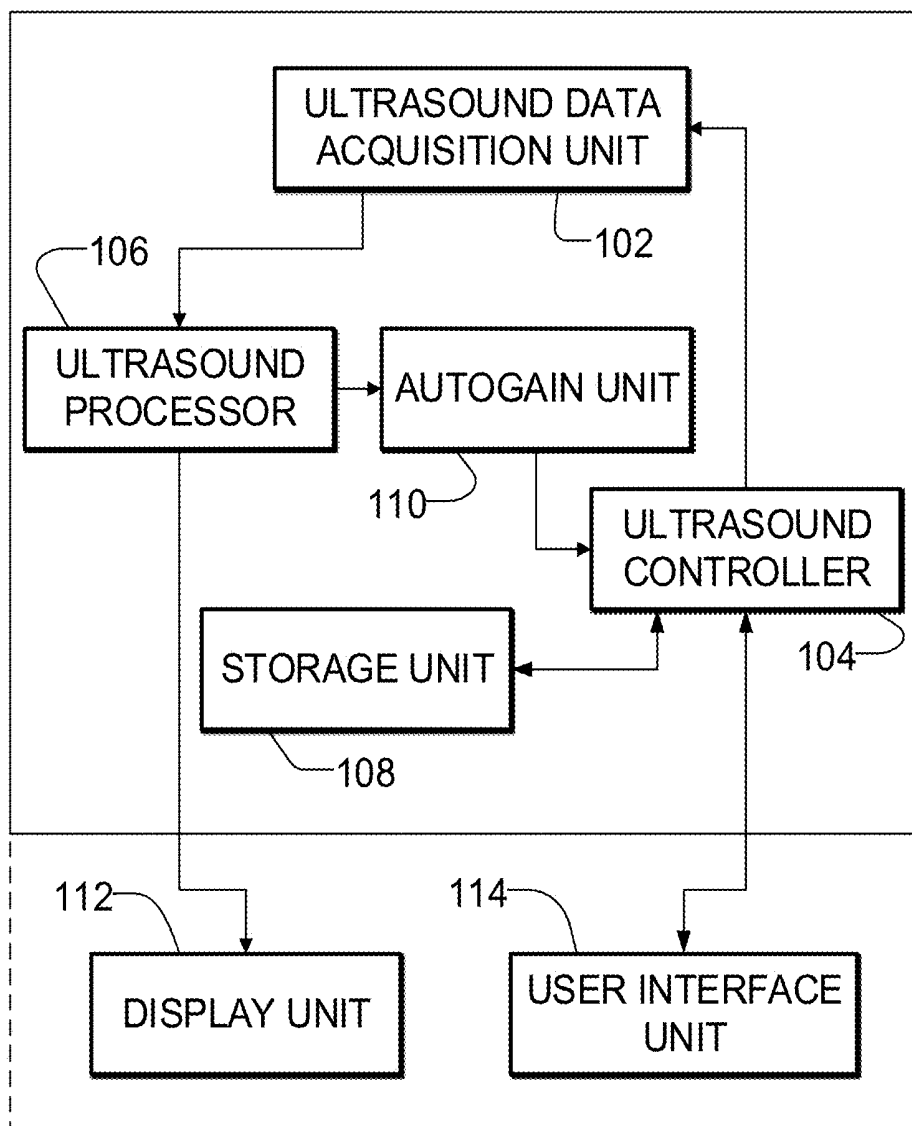 ULTRASOUND DATA
ACQUISITION UNIT
102
106
ULTRASOUND
PROCESSOR
AUTOGAIN UNIT
110
ULTRASOUND
CONTROLLER
104
STORAGE UNIT
108
112
DISPLAY UNIT
114
USER INTERFACE
UNIT